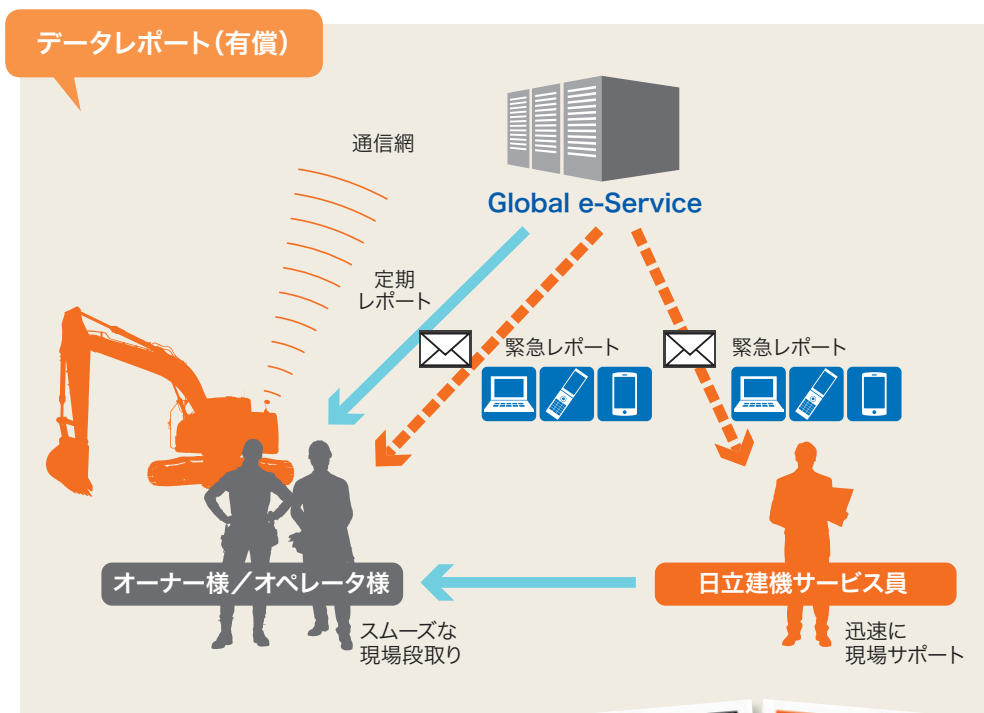 データレポート（有償）
通信網
Global e-Service
定期
レポート
緊急レポート
緊急レポート
オーナー様／オペレータ様
日立建機サービス員
スムーズな
現場段取り
迅速に
現場サポート